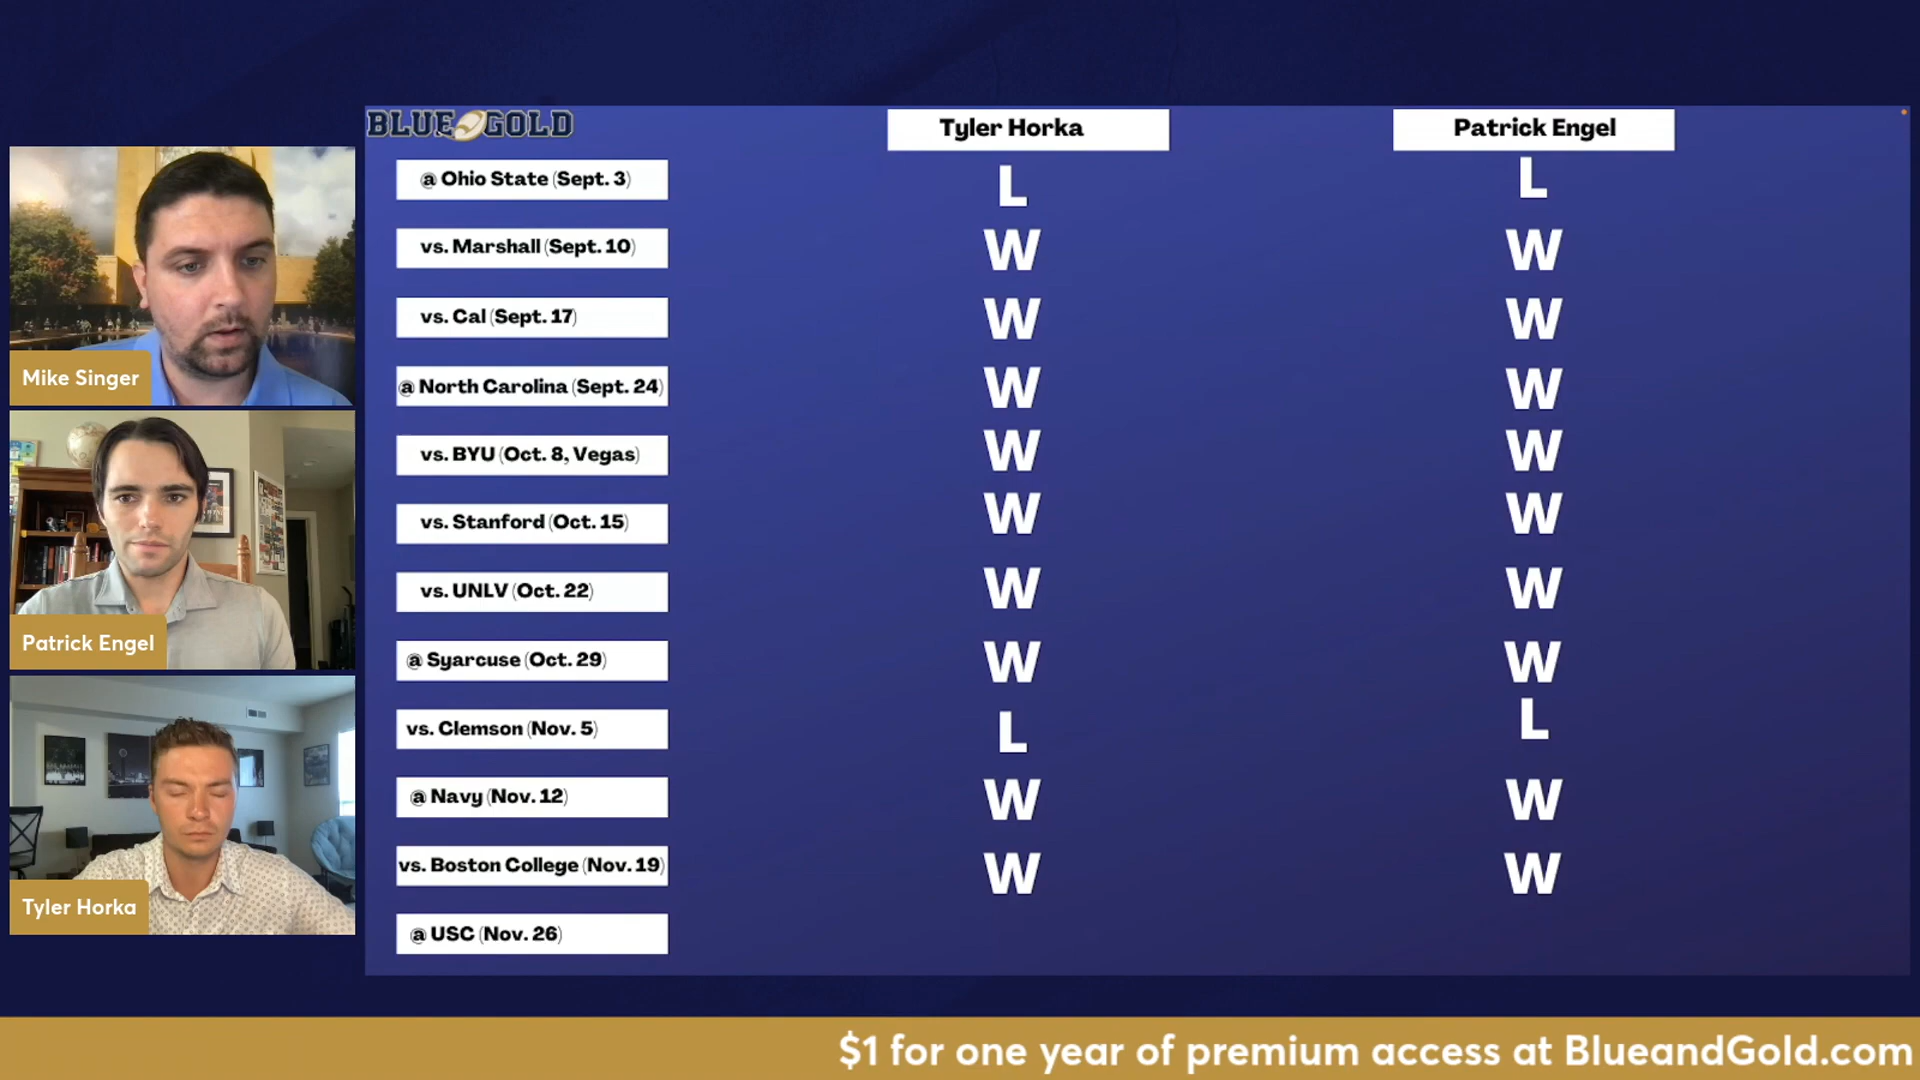 BLUE GOLD
Tyler Horka
Patrick Engel
@ Ohio State (Sept. 3) L L
vs. Marshall (Sept. 10) W W
vs. Cal (Sept. 17) W W
@ North Carolina (Sept. 24) W W
vs. BYU (Oct. 8, Vegas) W W
vs. Stanford (Oct. 15) W W
vs. UNLV (Oct. 22) W W
@ Syarcuse (Oct. 29) W W
vs. Clemson (Nov. 5) L L
@ Navy (Nov. 12) W W
vs. Boston College (Nov. 19) W W
@ USC (Nov. 26)
Mike Singer
Patrick Engel
Tyler Horka
$1 for one year of premium access at BlueandGold.com